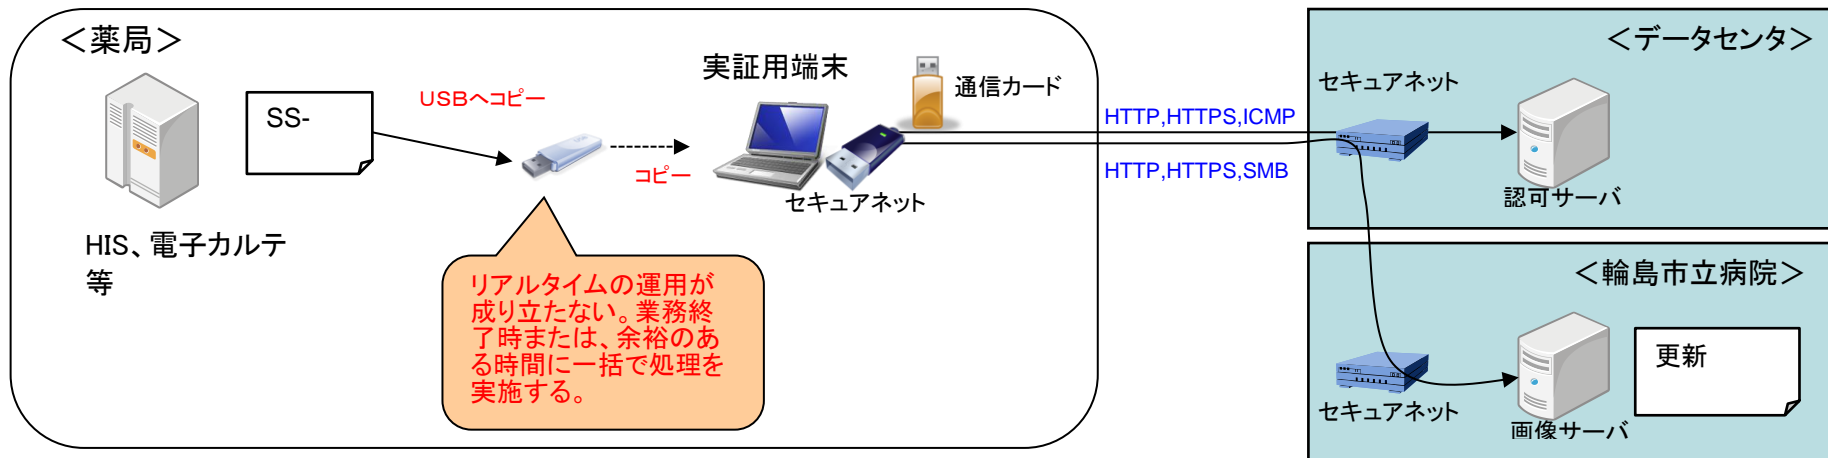 ＜薬局＞
HIS、電子カルテ
等
SS-
ＵＳＢへコピー
コピー
リアルタイムの運用が
成り立たない。業務終
了時または、余裕のあ
る時間に一括で処理を
実施する。
実証用端末
セキュアネット
通信カード
HTTP,HTTPS,ICMP
HTTP,HTTPS,SMB
＜データセンタ＞
セキュアネット
認可サーバ
＜輪島市立病院＞
セキュアネット
画像サーバ
更新